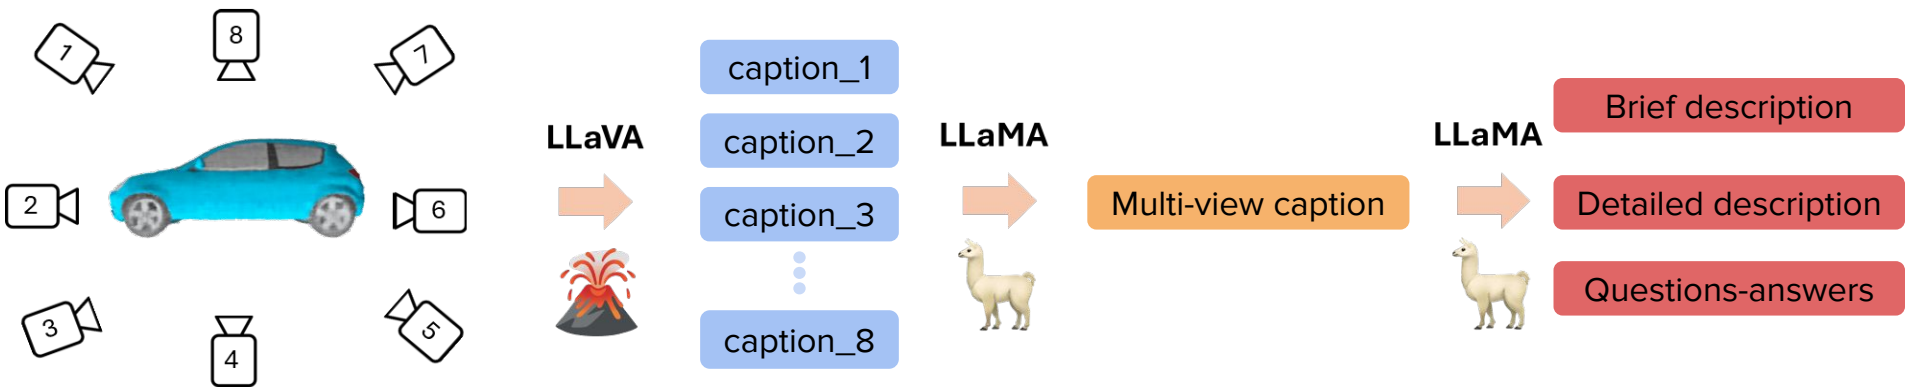 1
8
7
2
6
3
4
5
LLaVA
caption_1
caption_2
caption_3
caption_8
LLaMA
Multi-view caption
LLaMA
Brief description
Detailed description
Questions-answers